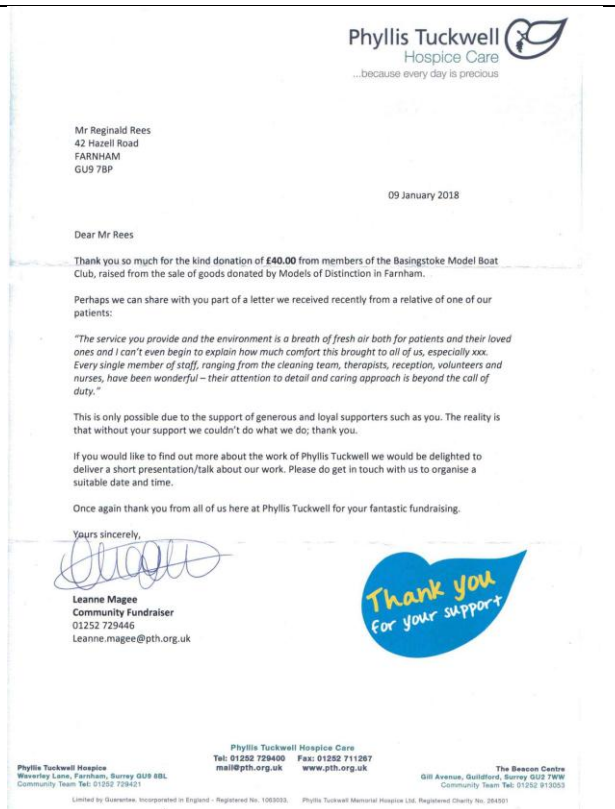 Phyllis Tuckwell
Hospice Care
...because every day is precious
Mr Reginald Rees
42 Hazell Road
FARNHAM
GU9 7BP
09 January 2018
Dear Mr Rees
Thank you so much for the kind donation of £40.00 from members of the Basingstoke Model Boat
Club, raised from the sale of goods donated by Models of Distinction in Farnham.
Perhaps we can share with you part of a letter we received recently from a relative of one of our
patients:
"The service you provide and the environment is a breath of fresh air both for patients and their loved
ones and I can't even begin to explain how much comfort this brought to all of us, especially xxx.
Every single member of staff, ranging from the cleaning team, therapists, reception, volunteers and
nurses, have been wonderful – their attention to detail and caring approach is beyond the call of
duty."
This is only possible due to the support of generous and loyal supporters such as you. The reality is
that without your support we couldn't do what we do; thank you.
If you would like to find out more about the work of Phyllis Tuckwell we would be delighted to
deliver a short presentation/talk about our work. Please do get in touch with us to organise a
suitable date and time.
Once again thank you from all of us here at Phyllis Tuckwell for your fantastic fundraising.
Yours sincerely,
Leanne Magee
Community Fundraiser
01252 729446
Leanne.magee@pth.org.uk
Thank you
for your support
Phyllis Tuckwell Hospice Care
Tel: 01252 729400 Fax: 01252 711267
mail@pth.org.uk www.pth.org.uk
Phyllis Tuckwell Hospice
Waverley Lane, Farnham, Surrey GU9 8BL
Community Team Tel: 01252 729421
The Beacon Centre
Gill Avenue, Guildford, Surrey GU2 7WW
Community Team Tel: 01252 913053
Limited by Guarantee, Incorporated in England - Registered No. 1063033. Phyllis Tuckwell Memorial Hospice Ltd. Registered Charity No. 264501